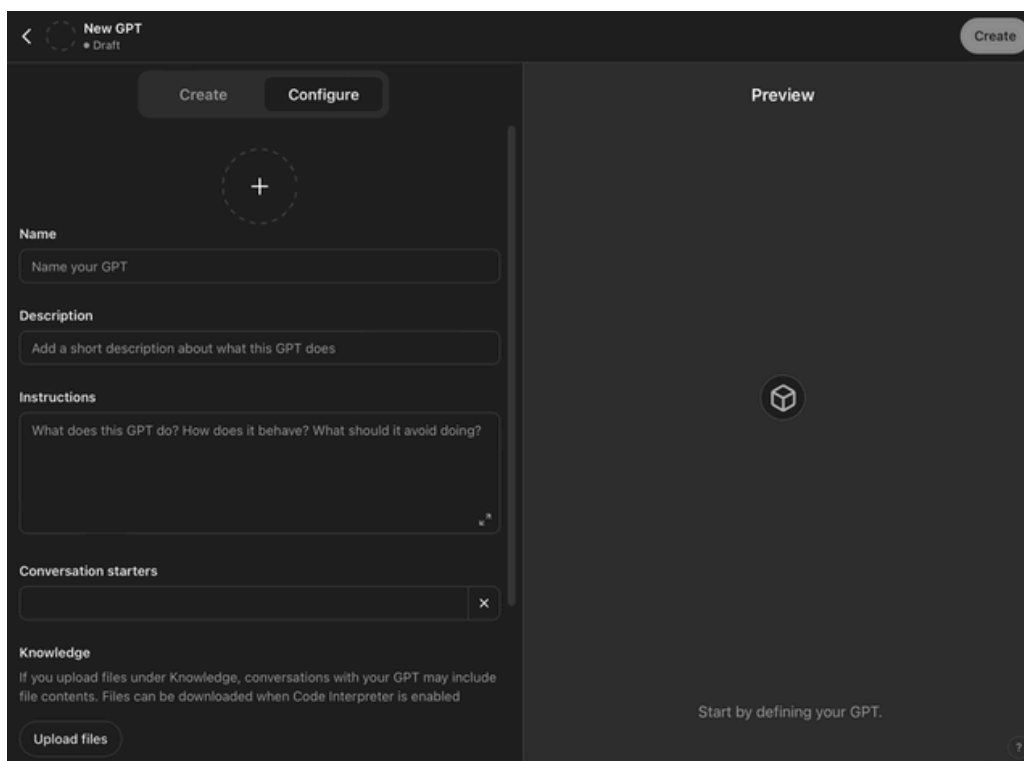 New GPT
Draft
Create
Create
Configure
Preview
Name
Name your GPT
Description
Add a short description about what this GPT does
Instructions
What does this GPT do? How does it behave? What should it avoid doing?
Conversation starters
Knowledge
If you upload files under Knowledge, conversations with your GPT may include
file contents. Files can be downloaded when Code Interpreter is enabled
Upload files
Start by defining your GPT.
?